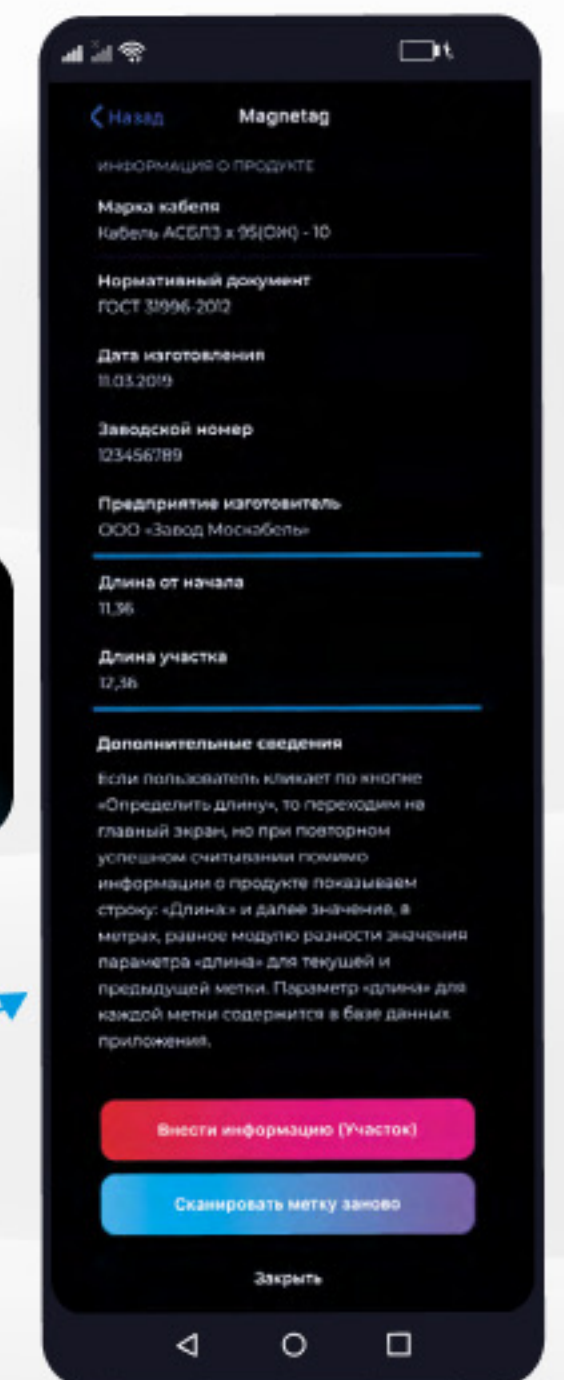 Назад
Magnetag
ИНФОРМАЦИЯ О ПРОДУКТЕ
Марка кабеля
Кабель АСБЛ3 х 95(ОЖ) - 10
Нормативный документ
ГОСТ 31996-2012
Дата изготовления
11.03.2019
Заводской номер
123456789
Предприятие изготовитель
ООО «Завод Москабель»
Длина от начала
11,36
Длина участка
12,36
Дополнительные сведения
Если пользователь кликает по кнопке
«Определить длину», то переходим на
главный экран, но при повторном
успешном считывании помимо
информации о продукте показываем
строку: «Длина:» и далее значение, в
метрах, равное модулю разности значения
параметра «длина» для текущей и
предыдущей метки. Параметр «длина» для
каждой метки содержится в базе данных
приложения.
Внести информацию (Участок)
Сканировать метку заново
Закрыть